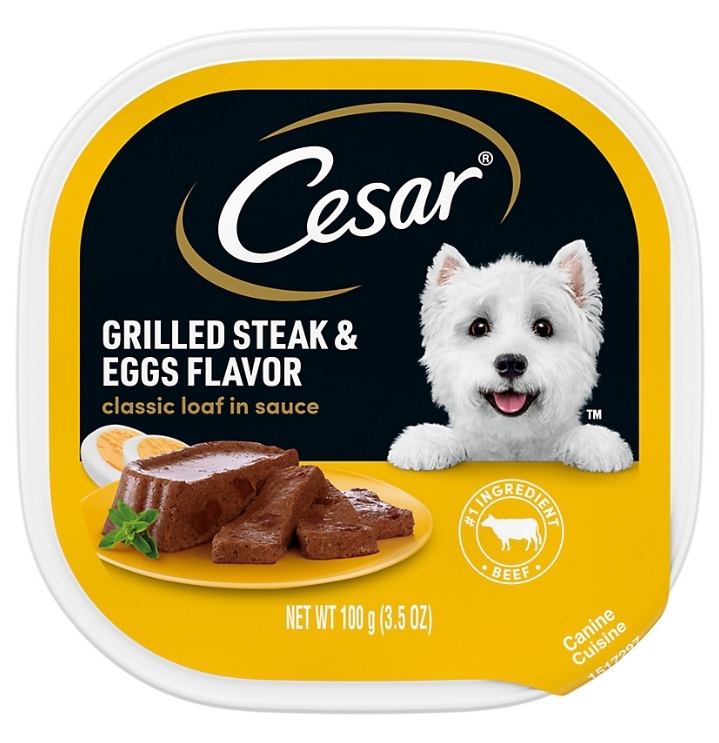 Cesar®
GRILLED STEAK &
EGGS FLAVOR
classic loaf in sauce
TM
#1 INGREDIENT
• BEEF •
NET WT 100 g (3.5 OZ)
Canine
Cuisine